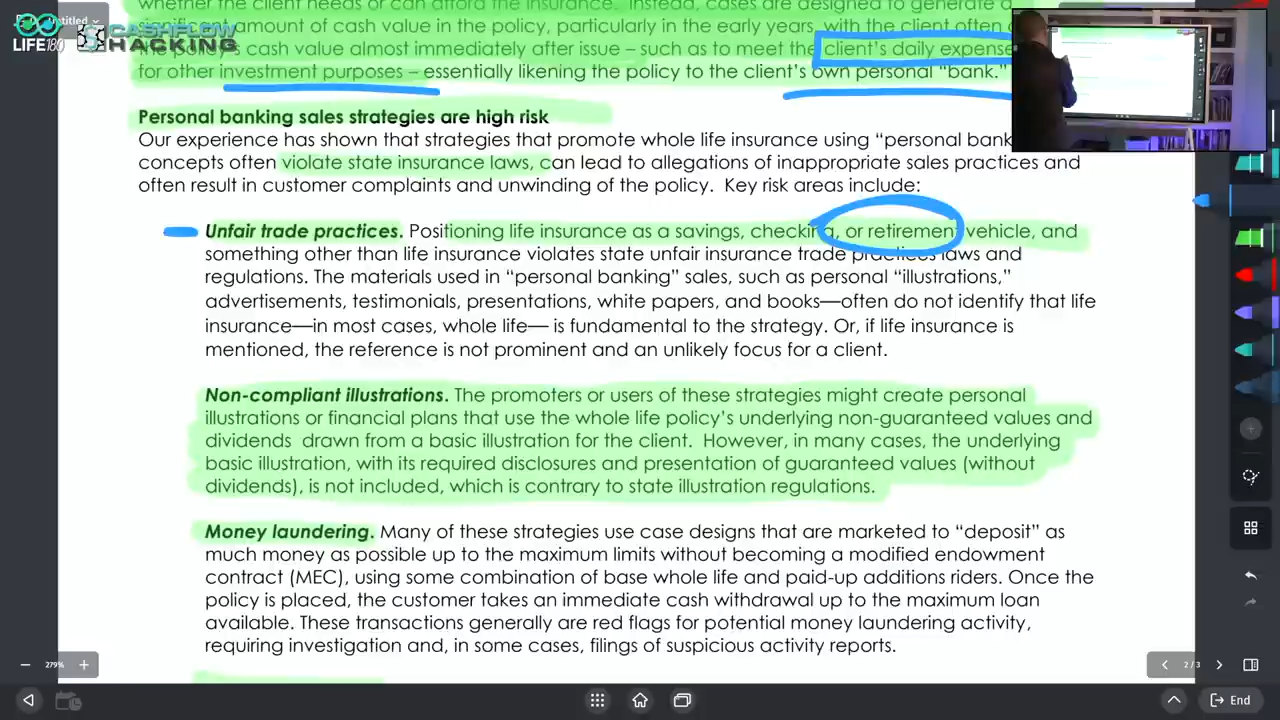 whether the client needs or can afford the insurance. Instead, cases are designed to generate a
amount of cash value in the policy, particularly in the early years
Untitled
LIFE180
CASHFLOW
HACKING
cash value almost immediately after issue – such as to meet the client's daily expense
for other investment purposes – essentially likening the policy to the client's own personal "bank."
Personal banking sales strategies are high risk
Our experience has shown that strategies that promote whole life insurance using "personal bank
concepts often violate state insurance laws, can lead to allegations of inappropriate sales practices and
often result in customer complaints and unwinding of the policy. Key risk areas include:
Unfair trade practices. Positioning life insurance as a savings, checking, or retirement vehicle, and
something other than life insurance violates state unfair insurance trade practices laws and
regulations. The materials used in "personal banking" sales, such as personal "illustrations,"
advertisements, testimonials, presentations, white papers, and books—often do not identify that life
insurance—in most cases, whole life— is fundamental to the strategy. Or, if life insurance is
mentioned, the reference is not prominent and an unlikely focus for a client.
Non-compliant illustrations. The promoters or users of these strategies might create personal
illustrations or financial plans that use the whole life policy's underlying non-guaranteed values and
dividends drawn from a basic illustration for the client. However, in many cases, the underlying
basic illustration, with its required disclosures and presentation of guaranteed values (without
dividends), is not included, which is contrary to state illustration regulations.
Money laundering. Many of these strategies use case designs that are marketed to "deposit" as
much money as possible up to the maximum limits without becoming a modified endowment
contract (MEC), using some combination of base whole life and paid-up additions riders. Once the
policy is placed, the customer takes an immediate cash withdrawal up to the maximum loan
available. These transactions generally are red flags for potential money laundering activity,
requiring investigation and, in some cases, filings of suspicious activity reports.
279%
2/3
End